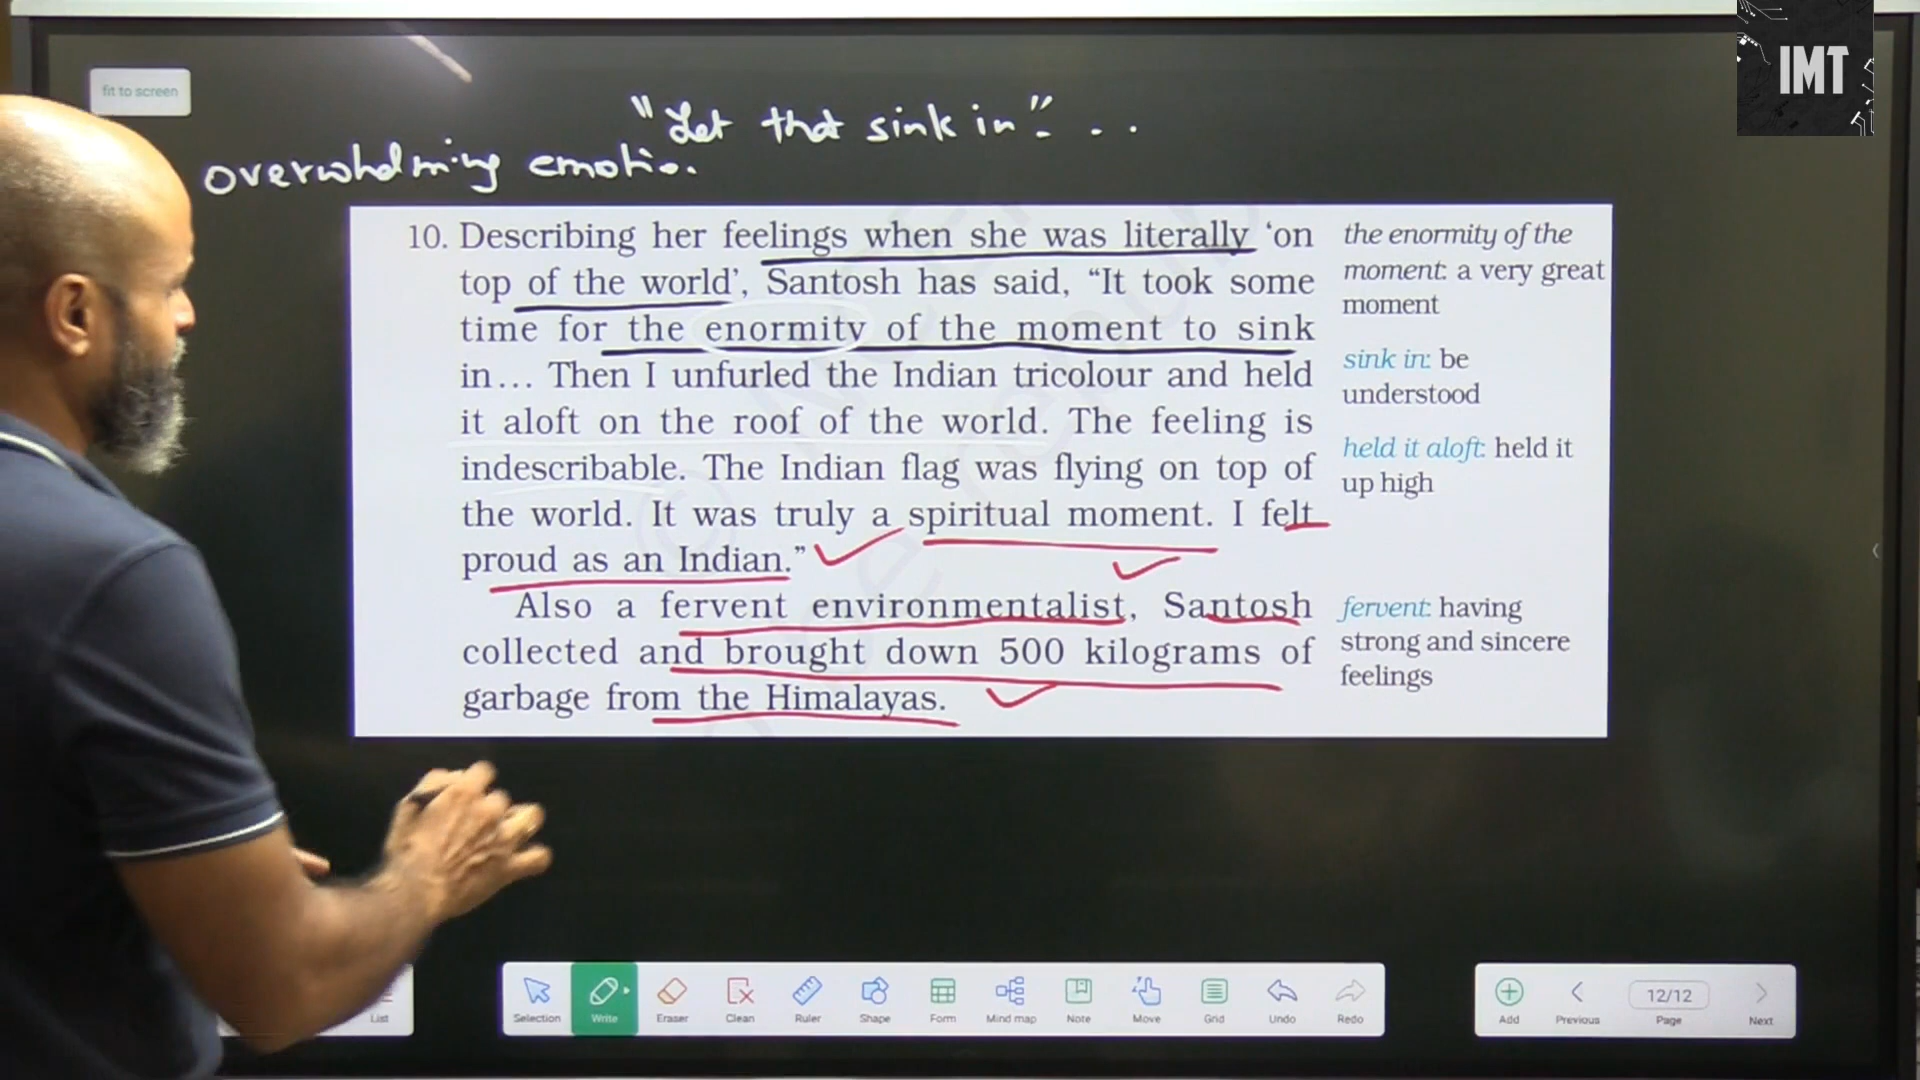 IMT
fit to screen
"Let that sink in" - . .
overwhelming emotio.
10. Describing her feelings when she was literally ‘on
top of the world’, Santosh has said, “It took some
time for the enormity of the moment to sink
in... Then I unfurled the Indian tricolour and held
it aloft on the roof of the world. The feeling is
indescribable. The Indian flag was flying on top of
the world. It was truly a spiritual moment. I felt
proud as an Indian.”
Also a fervent environmentalist, Santosh
collected and brought down 500 kilograms of
garbage from the Himalayas.
the enormity of the
moment: a very great
moment
sink in: be
understood
held it aloft: held it
up high
fervent: having
strong and sincere
feelings
List
Selection Write Eraser Clean Ruler Shape Form Mind map Note Move Grid Undo Redo
12/12
Add Previous Page Next